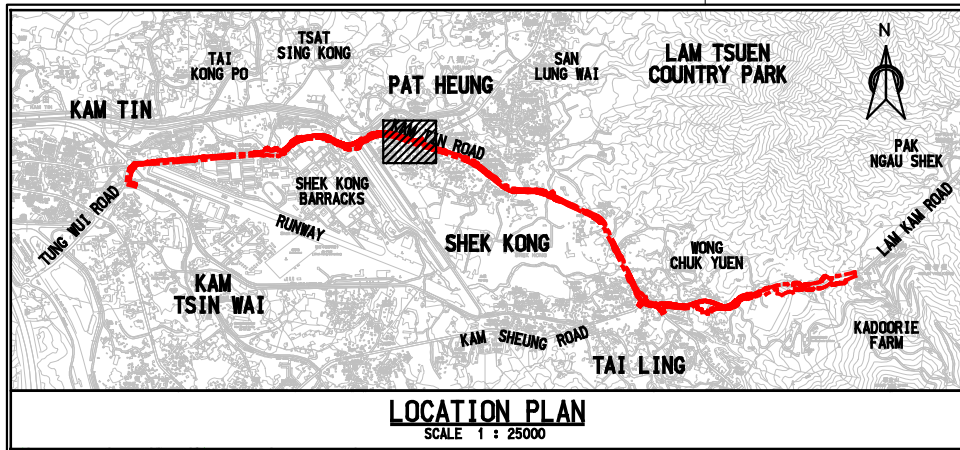 TSAT
SING KONG
TAI
KONG PO
SAN
LUNG WAI
LAM TSUEN
COUNTRY PARK
N
PAT HEUNG
KAM TIN
KAM TIN ROAD
PAK
NGAU SHEK
SHEK KONG
BARRACKS
TUNG WUI ROAD
RUNWAY
SHEK KONG
WONG
CHUK YUEN
LAM KAM ROAD
KAM
TSIN WAI
KAM SHEUNG ROAD
TAI LING
KADOORIE
FARM
LOCATION PLAN
SCALE 1 : 25000